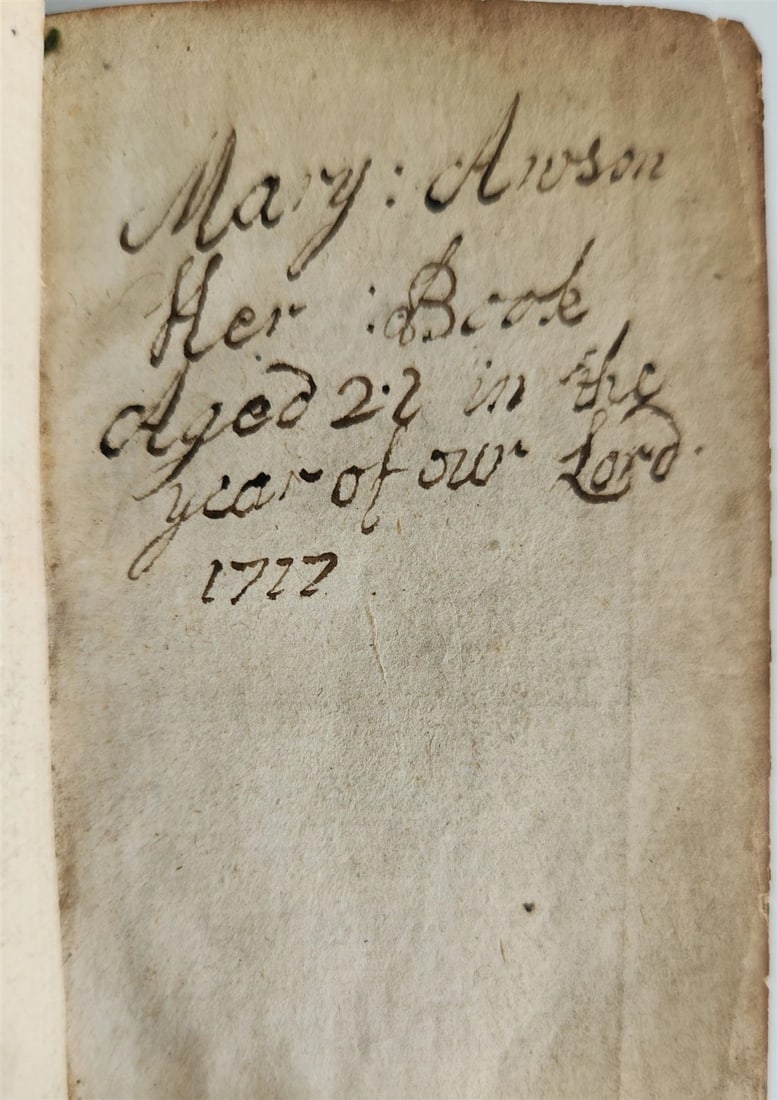 Mary : Awson
Her : Book
Aged 22 in the
year of our Lord
1717